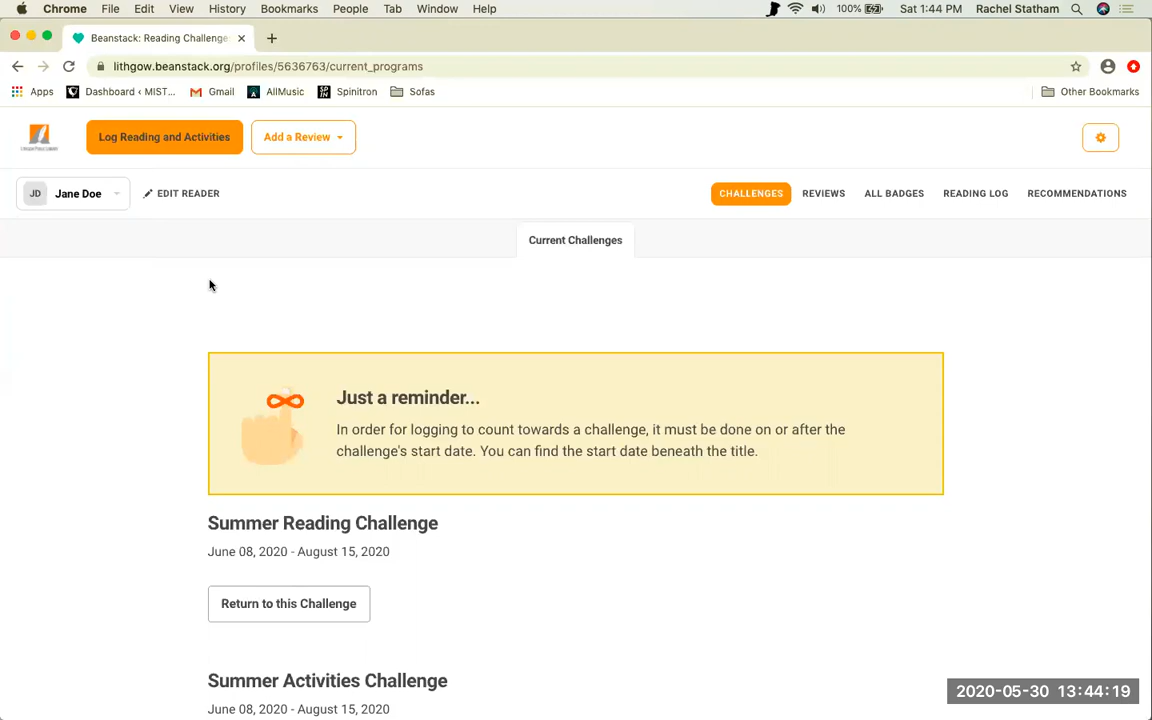 Chrome File Edit View History Bookmarks People Tab Window Help 100% Sat 1:44 PM Rachel Statham
Beanstack: Reading Challenge
lithgow.beanstack.org/profiles/5636763/current_programs
Apps Dashboard ‹ MIST... Gmail AllMusic Spinitron Sofas Other Bookmarks
Log Reading and Activities Add a Review
JD Jane Doe EDIT READER CHALLENGES REVIEWS ALL BADGES READING LOG RECOMMENDATIONS
Current Challenges
Just a reminder...
In order for logging to count towards a challenge, it must be done on or after the
challenge's start date. You can find the start date beneath the title.
Summer Reading Challenge
June 08, 2020 - August 15, 2020
Return to this Challenge
Summer Activities Challenge
June 08, 2020 - August 15, 2020
2020-05-30 13:44:19